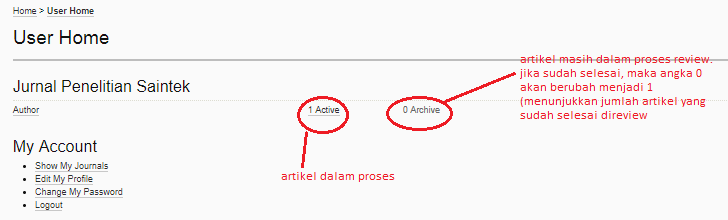 Home > User Home
User Home
artikel masih dalam proses review.
jika sudah selesai, maka angka 0
akan berubah menjadi 1
(menunjukkan jumlah artikel yang
sudah selesai direview
Jurnal Penelitian Saintek
Author 1 Active 0 Archive
My Account
Show My Journals
Edit My Profile
Change My Password
Logout
artikel dalam proses